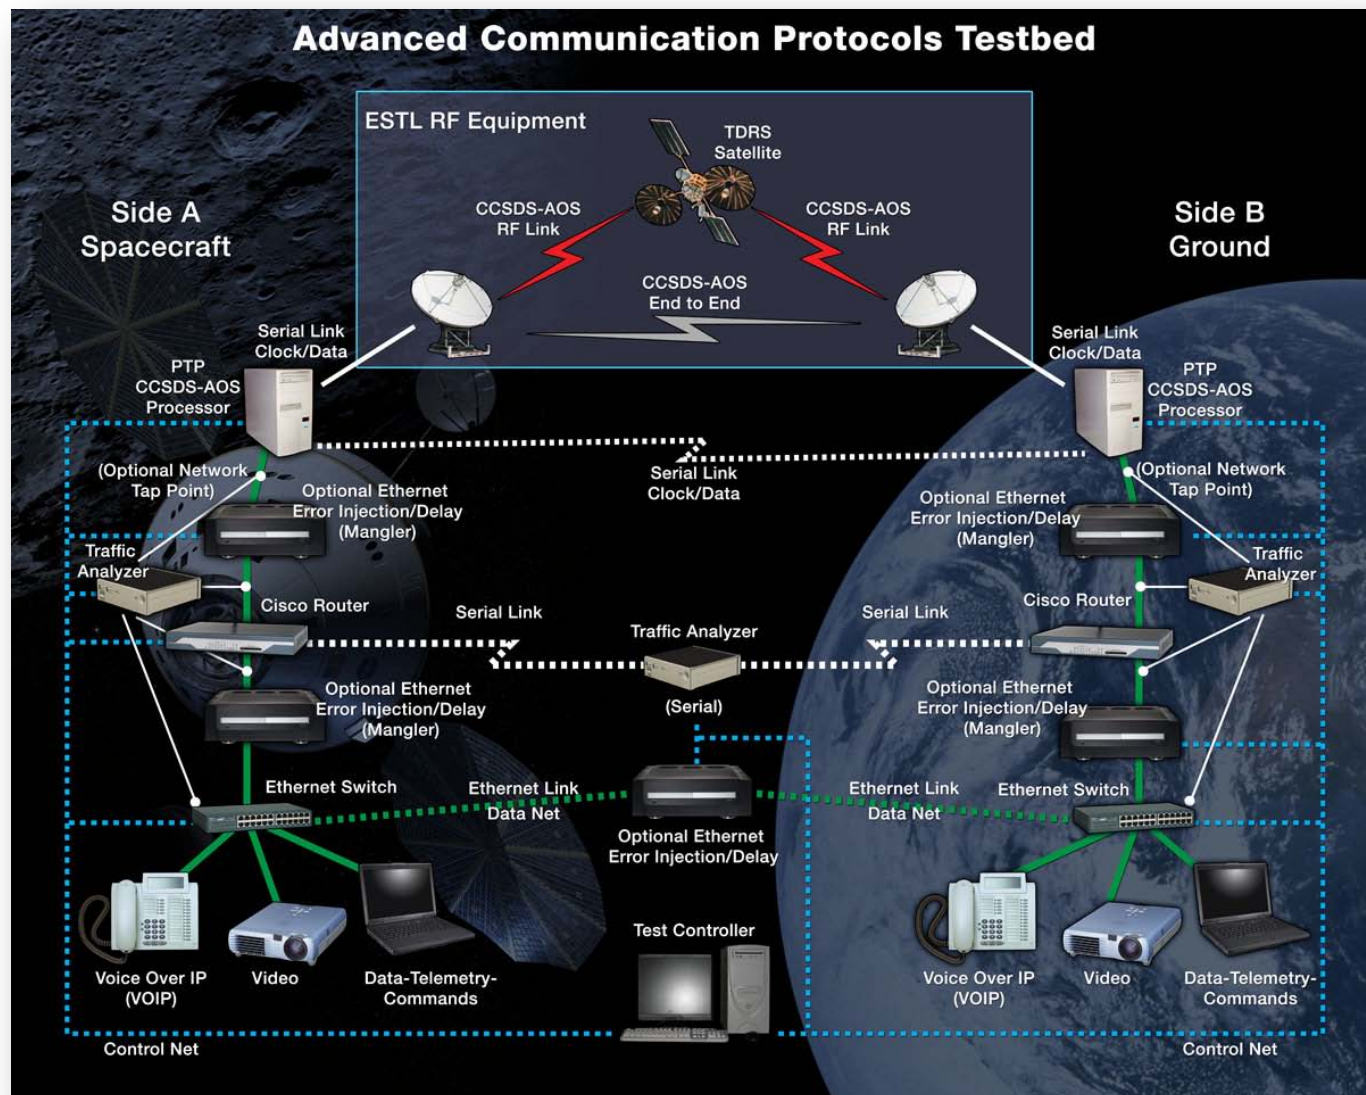 Advanced Communication Protocols Testbed
ESTL RF Equipment
TDRS
Satellite
CCSDS-AOS
RF Link
CCSDS-AOS
RF Link
CCSDS-AOS
End to End
Side A
Spacecraft
Side B
Ground
Serial Link
Clock/Data
Serial Link
Clock/Data
PTP
CCSDS-AOS
Processor
PTP
CCSDS-AOS
Processor
Serial Link
Clock/Data
(Optional Network
Tap Point)
(Optional Network
Tap Point)
Optional Ethernet
Error Injection/Delay
(Mangler)
Optional Ethernet
Error Injection/Delay
(Mangler)
Traffic
Analyzer
Traffic
Analyzer
Cisco Router
Cisco Router
Serial Link
Traffic Analyzer
(Serial)
Serial Link
Optional Ethernet
Error Injection/Delay
(Mangler)
Optional Ethernet
Error Injection/Delay
(Mangler)
Ethernet Switch
Ethernet Link
Data Net
Ethernet Link
Data Net
Ethernet Switch
Optional Ethernet
Error Injection/Delay
Test Controller
Voice Over IP
(VOIP)
Video
Data-Telemetry-
Commands
Voice Over IP
(VOIP)
Video
Data-Telemetry-
Commands
Control Net
Control Net